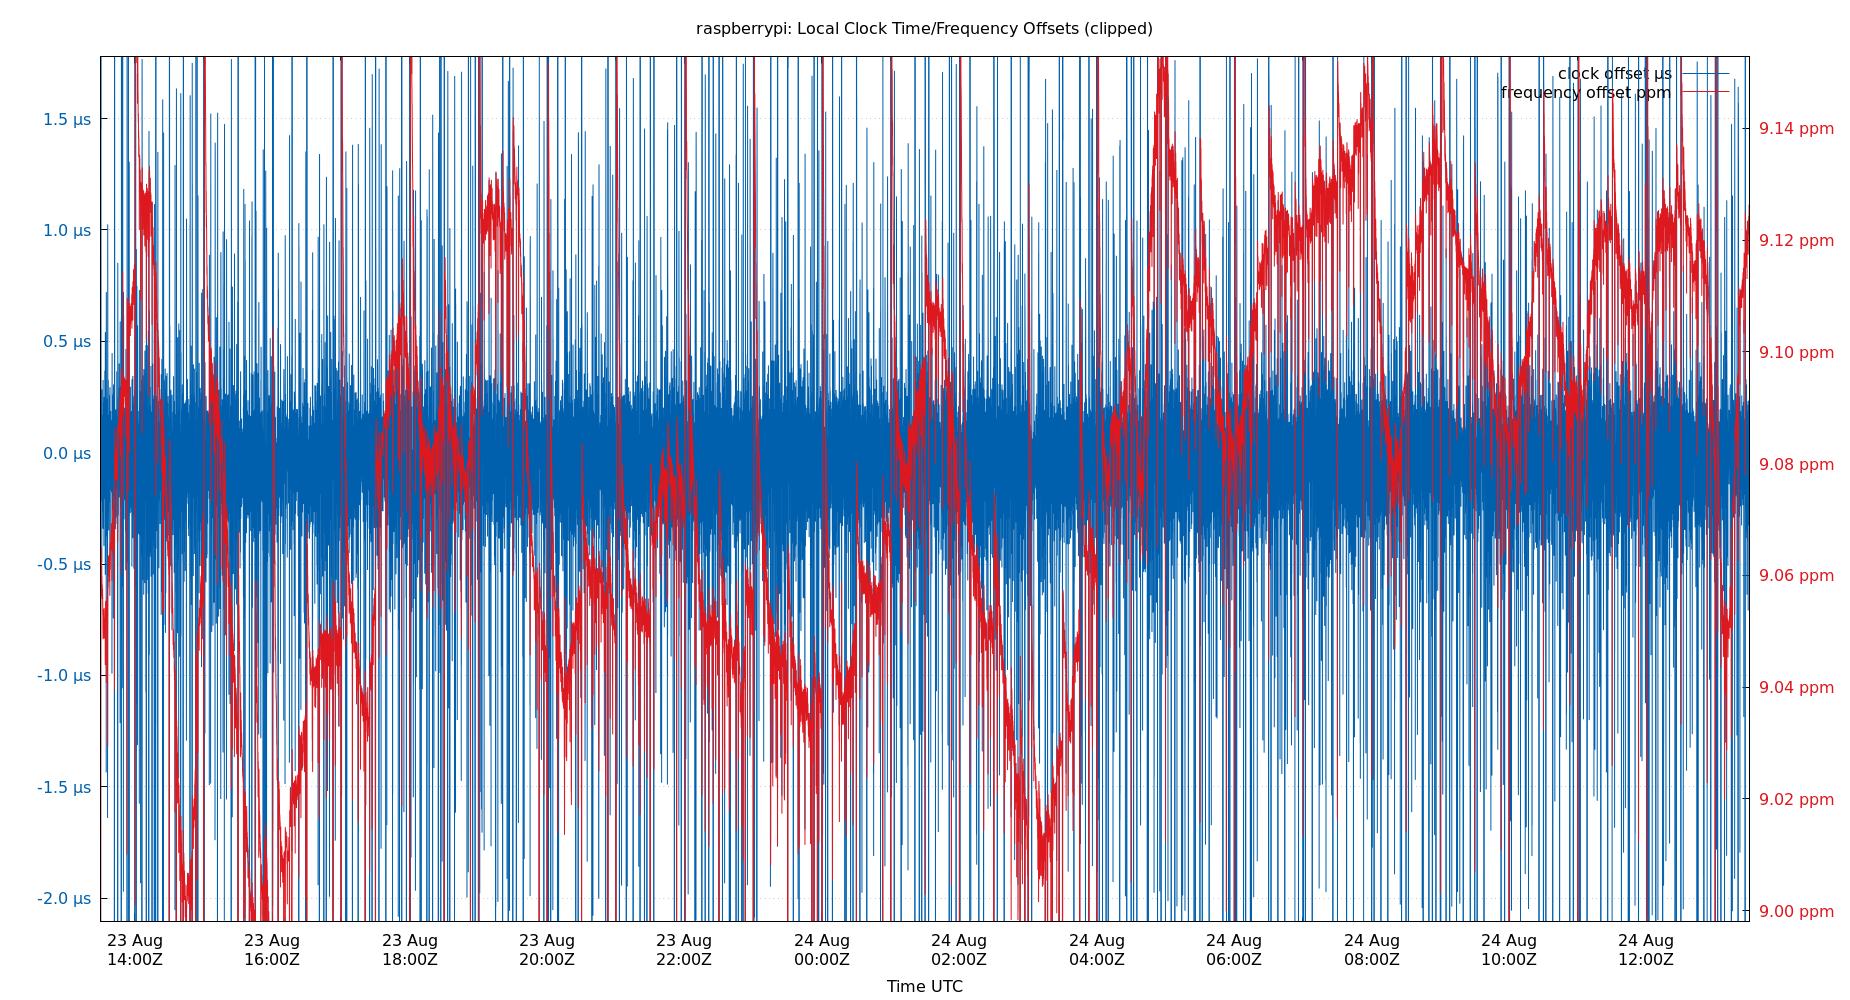 raspberrypi: Local Clock Time/Frequency Offsets (clipped)
clock offset µs
frequency offset ppm
1.5 µs
1.0 µs
0.5 µs
0.0 µs
-0.5 µs
-1.0 µs
-1.5 µs
-2.0 µs
9.14 ppm
9.12 ppm
9.10 ppm
9.08 ppm
9.06 ppm
9.04 ppm
9.02 ppm
9.00 ppm
23 Aug 23 Aug 23 Aug 23 Aug 23 Aug 24 Aug 24 Aug 24 Aug 24 Aug 24 Aug 24 Aug 24 Aug
14:00Z 16:00Z 18:00Z 20:00Z 22:00Z 00:00Z 02:00Z 04:00Z 06:00Z 08:00Z 10:00Z 12:00Z
Time UTC